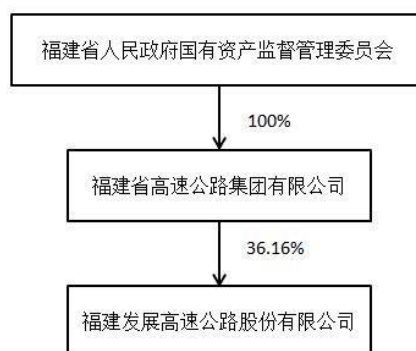 福建省人民政府国有资产监督管理委员会
100%
福建省高速公路集团有限公司
36.16%
福建发展高速公路股份有限公司